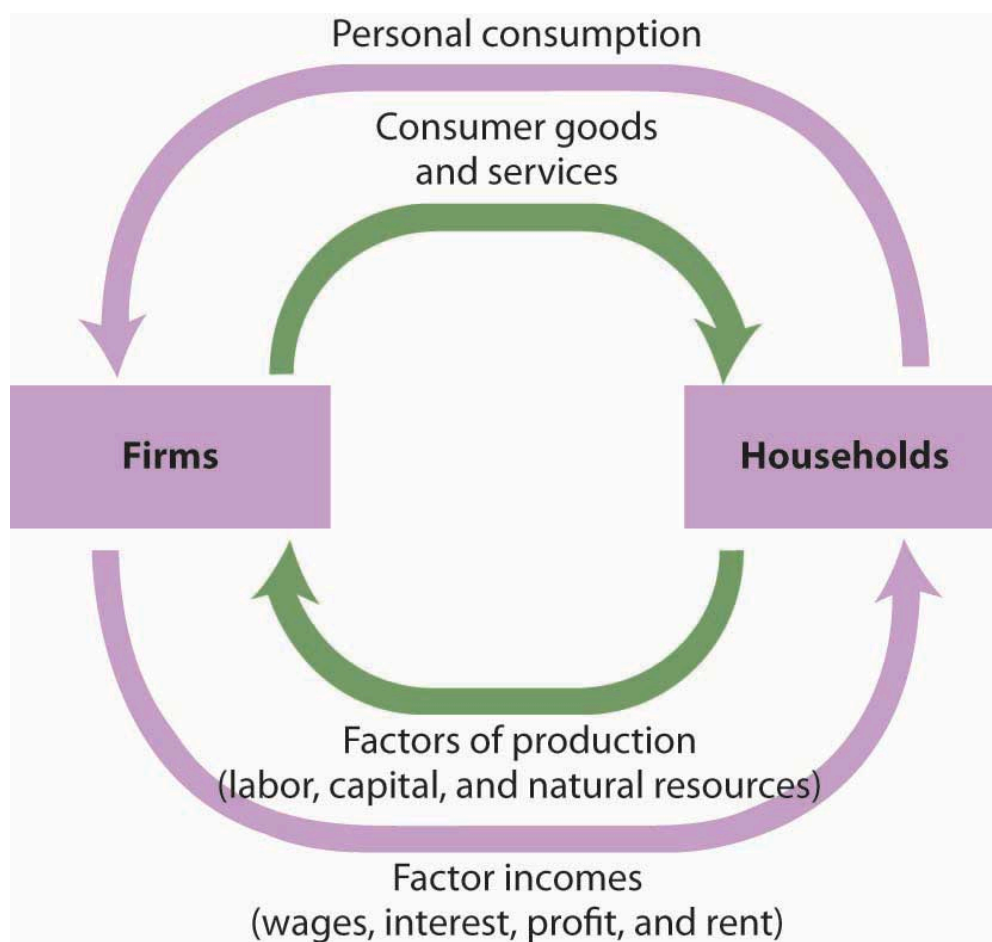 Personal consumption
Consumer goods
and services
Firms
Households
Factors of production
(labor, capital, and natural resources)
Factor incomes
(wages, interest, profit, and rent)